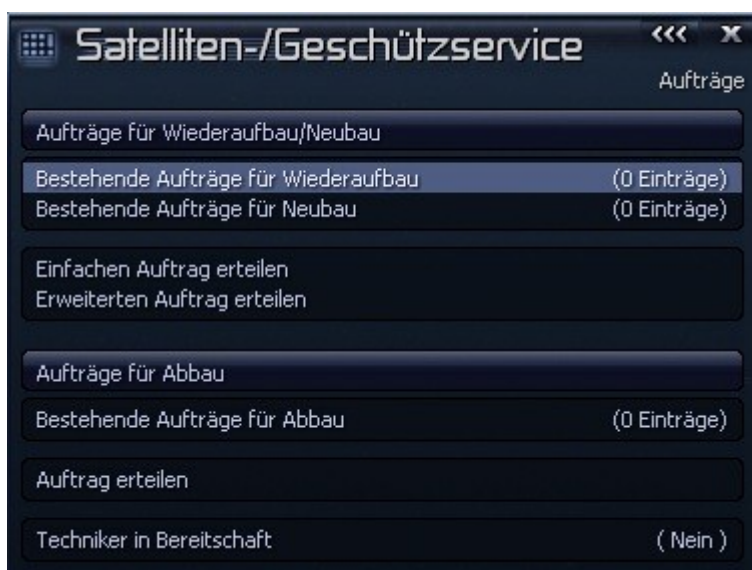 Satelliten-/Geschützservice
Aufträge
Aufträge für Wiederaufbau/Neubau
Bestehende Aufträge für Wiederaufbau (0 Einträge)
Bestehende Aufträge für Neubau (0 Einträge)
Einfachen Auftrag erteilen
Erweiterten Auftrag erteilen
Aufträge für Abbau
Bestehende Aufträge für Abbau (0 Einträge)
Auftrag erteilen
Techniker in Bereitschaft ( Nein )